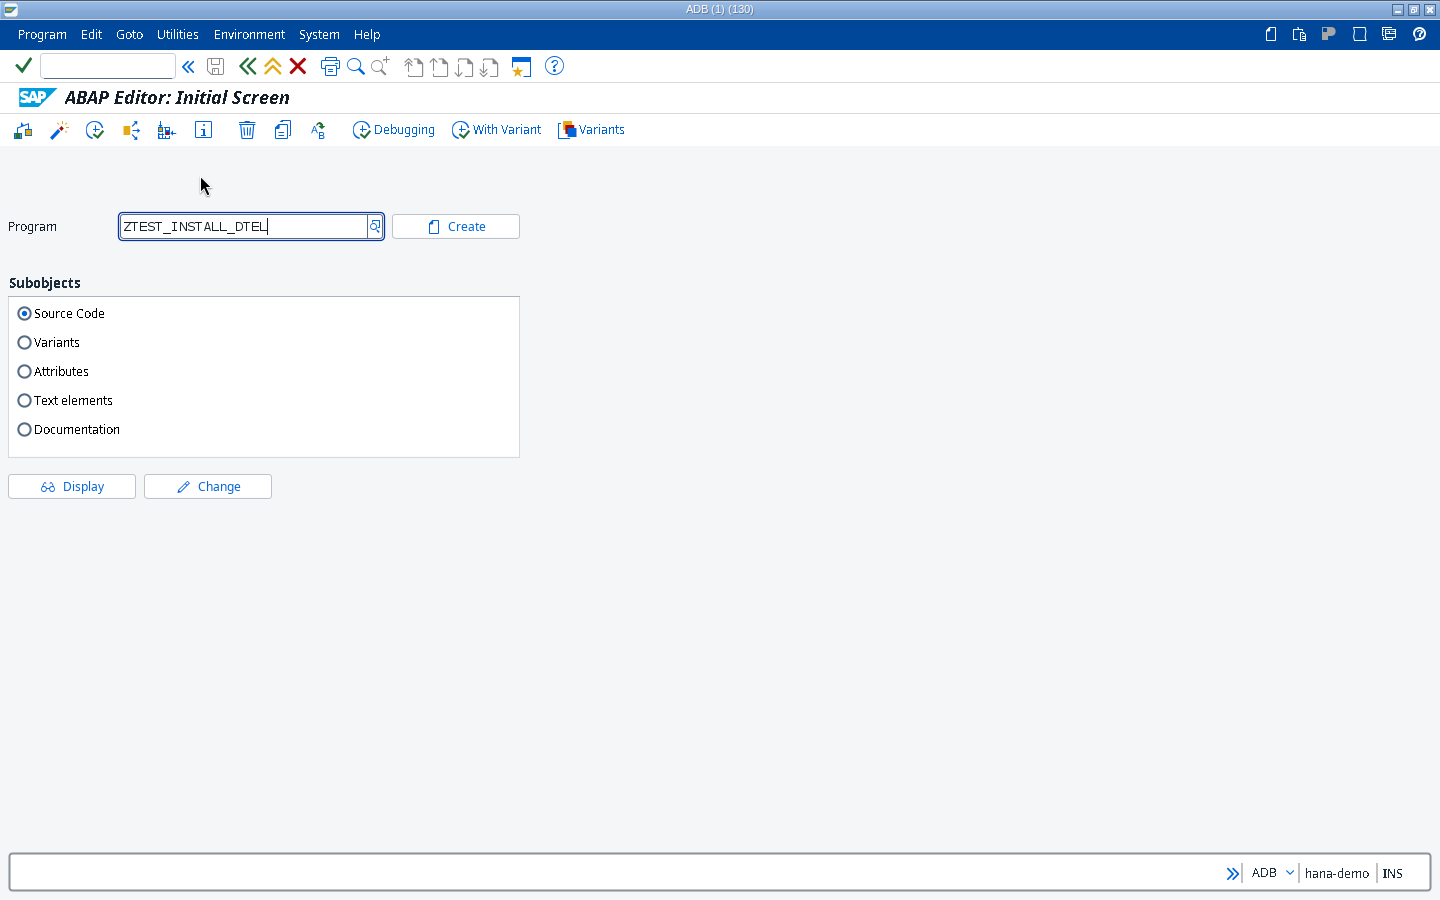 ADB (1) (130)
Program Edit Goto Utilities Environment System Help
SAP ABAP Editor: Initial Screen
Debugging With Variant Variants
Program ZTEST_INSTALL_DTEL Create
Subobjects
Source Code
Variants
Attributes
Text elements
Documentation
Display Change
ADB hana-demo INS